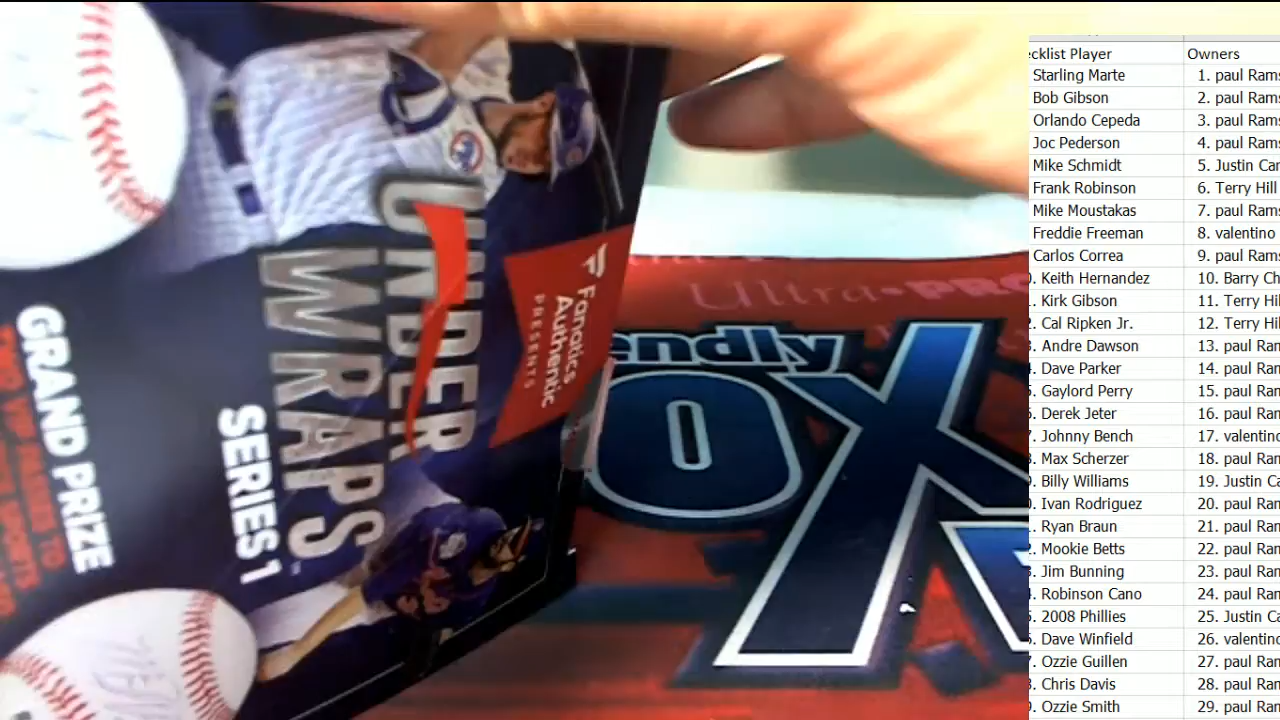 Fanatics
Authentic
PRESENTS
UNDER
WRAPS
SERIES 1
GRAND PRIZE
Ultra•PRO
endly
OX
cklist Player Owners
Starling Marte 1. paul Rams
Bob Gibson 2. paul Rams
Orlando Cepeda 3. paul Rams
Joc Pederson 4. paul Rams
Mike Schmidt 5. Justin Car
Frank Robinson 6. Terry Hill
Mike Moustakas 7. paul Rams
Freddie Freeman 8. valentino
Carlos Correa 9. paul Rams
. Keith Hernandez 10. Barry Ch
. Kirk Gibson 11. Terry Hil
. Cal Ripken Jr. 12. Terry Hil
. Andre Dawson 13. paul Ran
. Dave Parker 14. paul Ran
. Gaylord Perry 15. paul Ran
. Derek Jeter 16. paul Ran
. Johnny Bench 17. valentino
. Max Scherzer 18. paul Ran
. Billy Williams 19. Justin Ca
. Ivan Rodriguez 20. paul Ran
. Ryan Braun 21. paul Ran
. Mookie Betts 22. paul Ran
. Jim Bunning 23. paul Ran
. Robinson Cano 24. paul Ran
. 2008 Phillies 25. Justin Ca
. Dave Winfield 26. valentino
. Ozzie Guillen 27. paul Ran
. Chris Davis 28. paul Ran
. Ozzie Smith 29. paul Ran